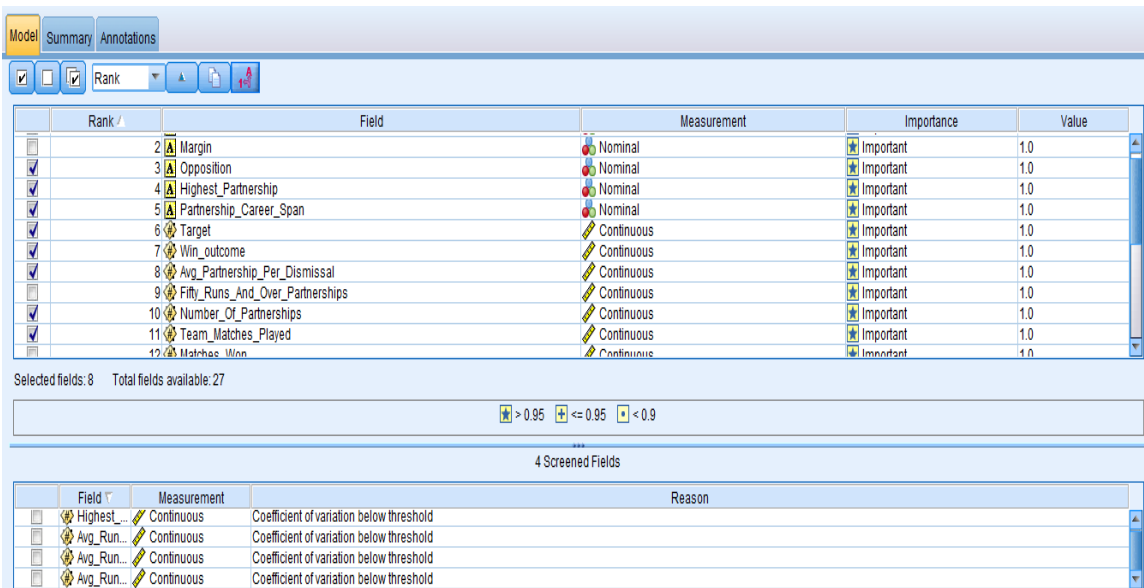 Model Summary Annotations
Rank
Rank Field Measurement Importance Value
2 A Margin Nominal Important 1.0
3 A Opposition Nominal Important 1.0
4 A Highest_Partnership Nominal Important 1.0
5 A Partnership_Career_Span Nominal Important 1.0
6 Target Continuous Important 1.0
7 Win_outcome Continuous Important 1.0
8 Avg_Partnership_Per_Dismissal Continuous Important 1.0
9 Fifty_Runs_And_Over_Partnerships Continuous Important 1.0
10 Number_Of_Partnerships Continuous Important 1.0
11 Team_Matches_Played Continuous Important 1.0
12 Matches_Won Continuous Important 1.0
Selected fields: 8 Total fields available: 27
> 0.95 <= 0.95 < 0.9
4 Screened Fields
Field Measurement Reason
Highest_... Continuous Coefficient of variation below threshold
Avg_Run... Continuous Coefficient of variation below threshold
Avg_Run... Continuous Coefficient of variation below threshold
Avg_Run... Continuous Coefficient of variation below threshold